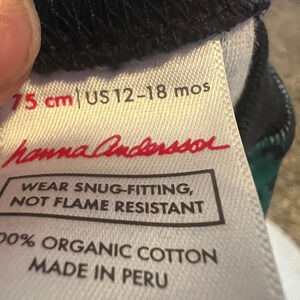 75 cm | US 12-18 mos
hanna Andersson
WEAR SNUG-FITTING,
NOT FLAME RESISTANT
00% ORGANIC COTTON
MADE IN PERU